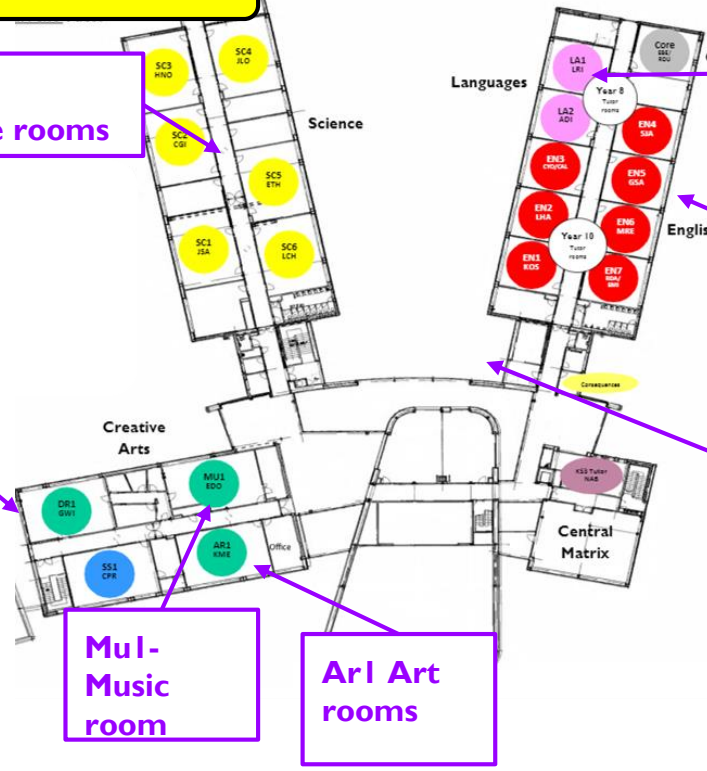 SC3
HNO
SC4
JLO
SC2
CGI
SC5
ETH
SC1
JSA
SC6
LCH
Science
e rooms
Languages
LA1
LRI
Core
EBE/
Year 8
Tutor
rooms
LA2
ADI
EN4
SJA
EN3
EN5
GSA
EN2
LHA
EN6
MRE
Englis
Year 10
Tutor
rooms
EN1
KOS
EN7
Consequences
KS3 Tutor
NAB
Central
Matrix
Creative
Arts
MU1
EDO
DR1
GWI
AR1
KME
Office
SS1
CPR
Mu1-
Music
room
Ar1 Art
rooms